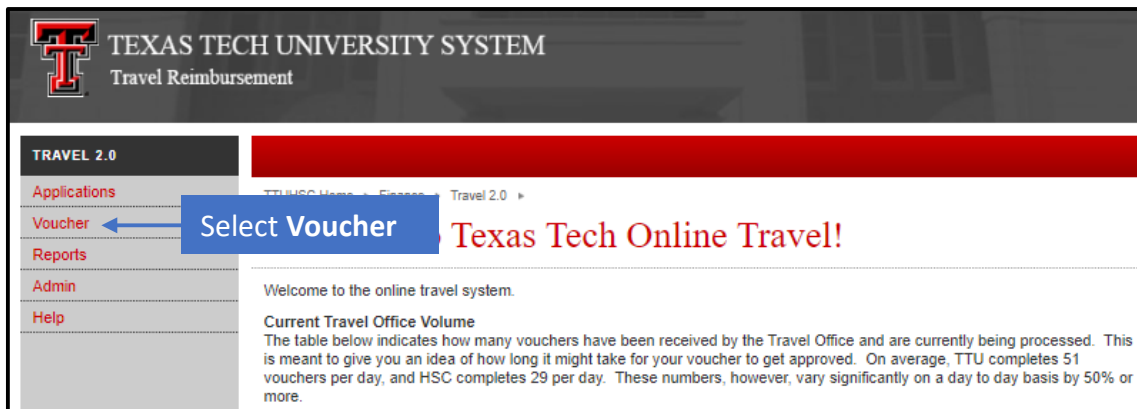 TEXAS TECH UNIVERSITY SYSTEM
Travel Reimbursement
TRAVEL 2.0
Applications
Voucher
Reports
Admin
Help
Select Voucher
Travel 2.0
Texas Tech Online Travel!
Welcome to the online travel system.
Current Travel Office Volume
The table below indicates how many vouchers have been received by the Travel Office and are currently being processed. This
is meant to give you an idea of how long it might take for your voucher to get approved. On average, TTU completes 51
vouchers per day, and HSC completes 29 per day. These numbers, however, vary significantly on a day to day basis by 50% or
more.